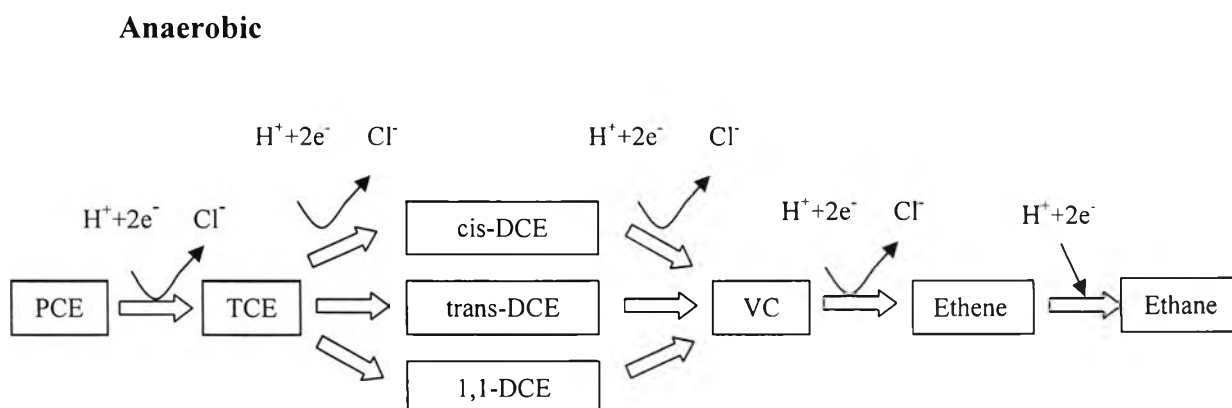 Anaerobic
H⁺+2e⁻ Cl⁻
H⁺+2e⁻ Cl⁻
H⁺+2e⁻ Cl⁻
H⁺+2e⁻ Cl⁻
H⁺+2e⁻
PCE
TCE
cis-DCE
trans-DCE
1,1-DCE
VC
Ethene
Ethane